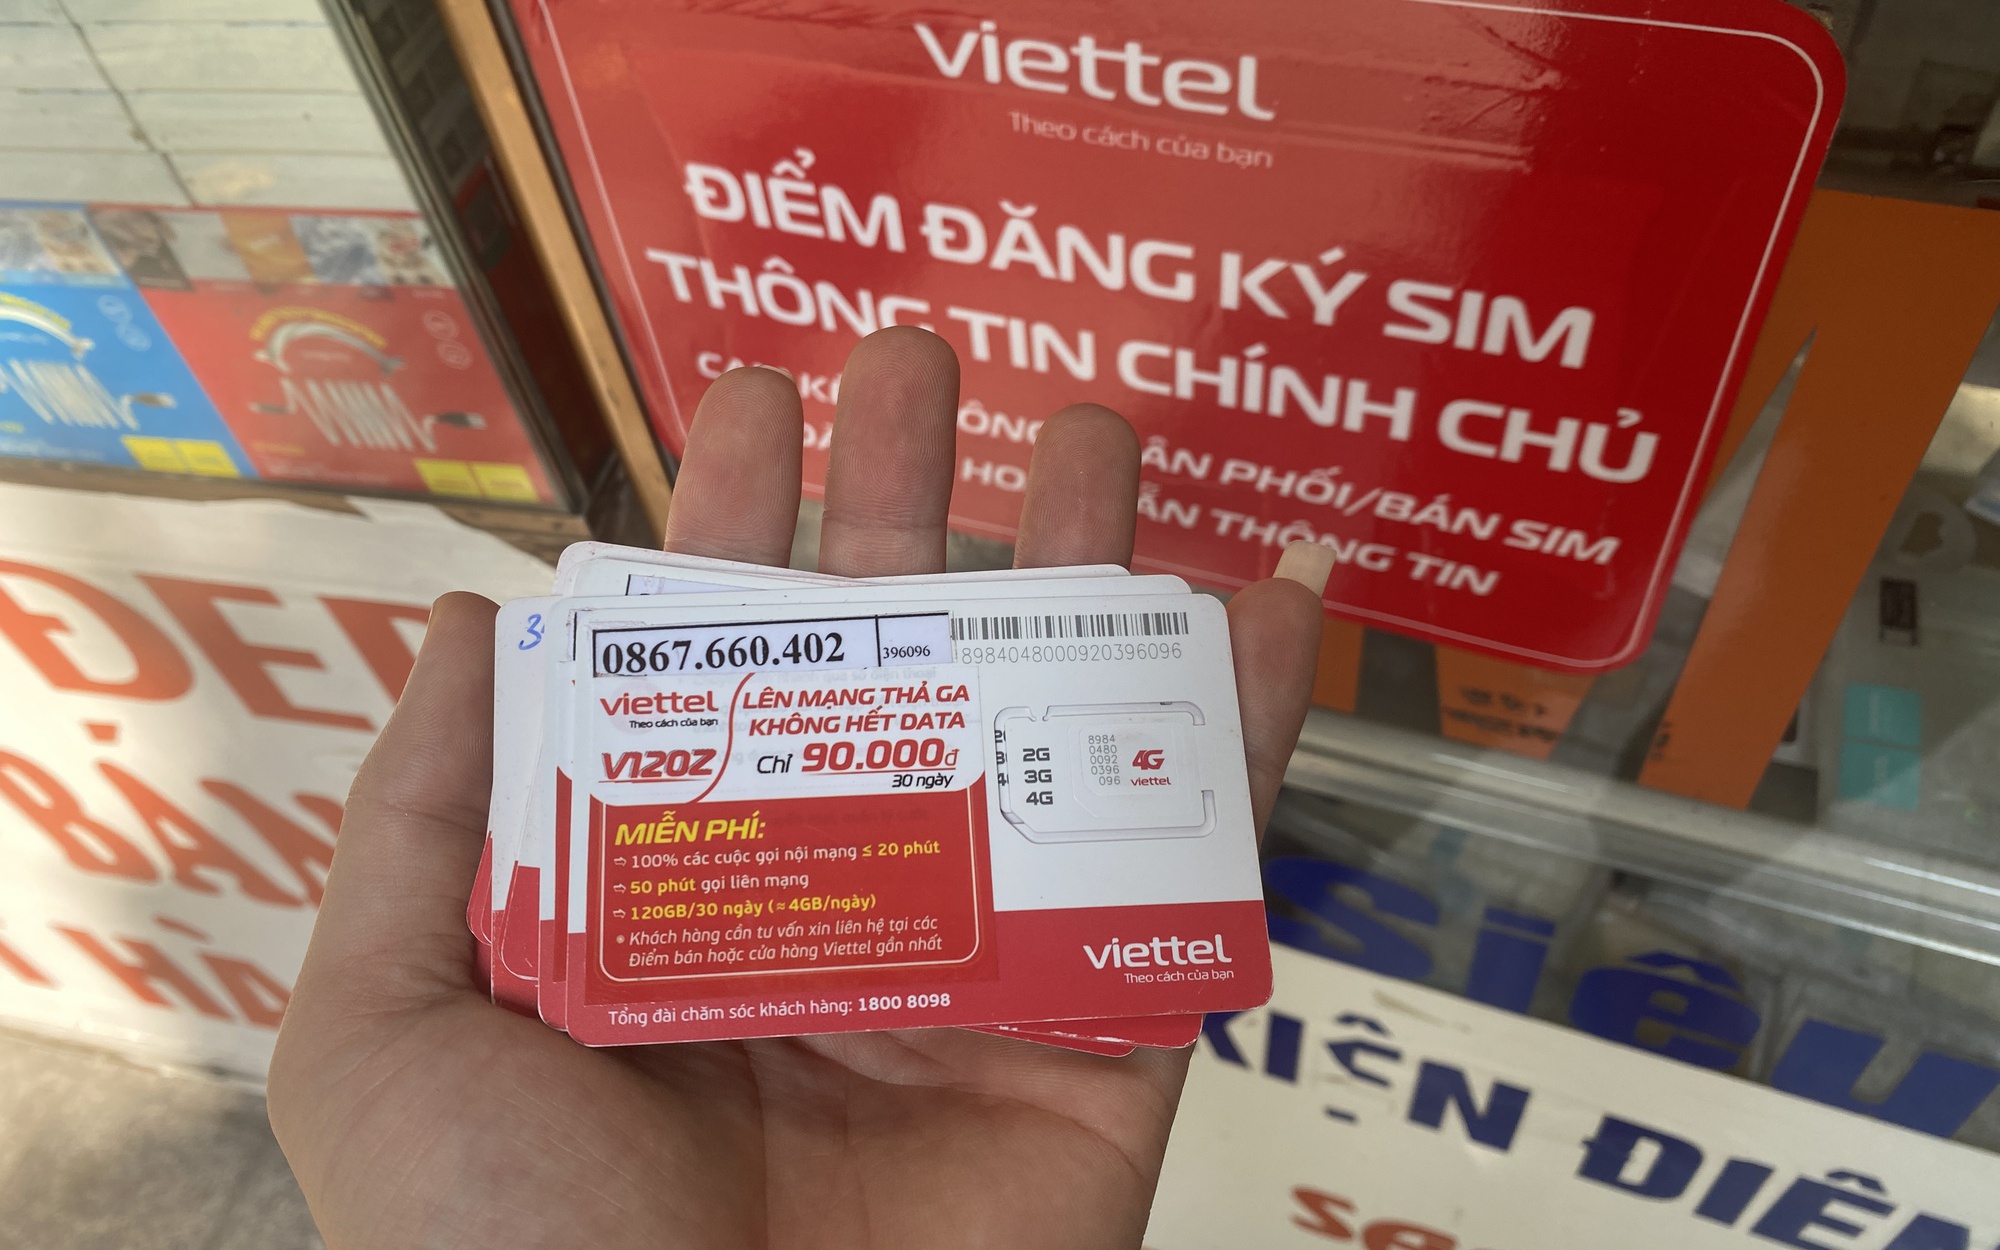 viettel
Theo cách của bạn
ĐIỂM ĐĂNG KÝ SIM
THÔNG TIN CHÍNH CHỦ
PHỐI/BÁN SIM
THÔNG TIN
0867.660.402
396096
8984048000920396096
viettel
Theo cách của bạn
V120Z
LÊN MẠNG THẢ GA
KHÔNG HẾT DATA
Chỉ 90.000đ
30 ngày
MIỄN PHÍ:
⇨ 100% các cuộc gọi nội mạng ≤ 20 phút
⇨ 50 phút gọi liên mạng
⇨ 120GB/30 ngày (≈ 4GB/ngày)
• Khách hàng cần tư vấn xin liên hệ tại các
Điểm bán hoặc cửa hàng Viettel gần nhất
Tổng đài chăm sóc khách hàng: 1800 8098
2G
3G
4G
8984
0480
0092
0396
096
4G
viettel
viettel
Theo cách của bạn
BÁN
Siêu
KIỆN ĐIỆN